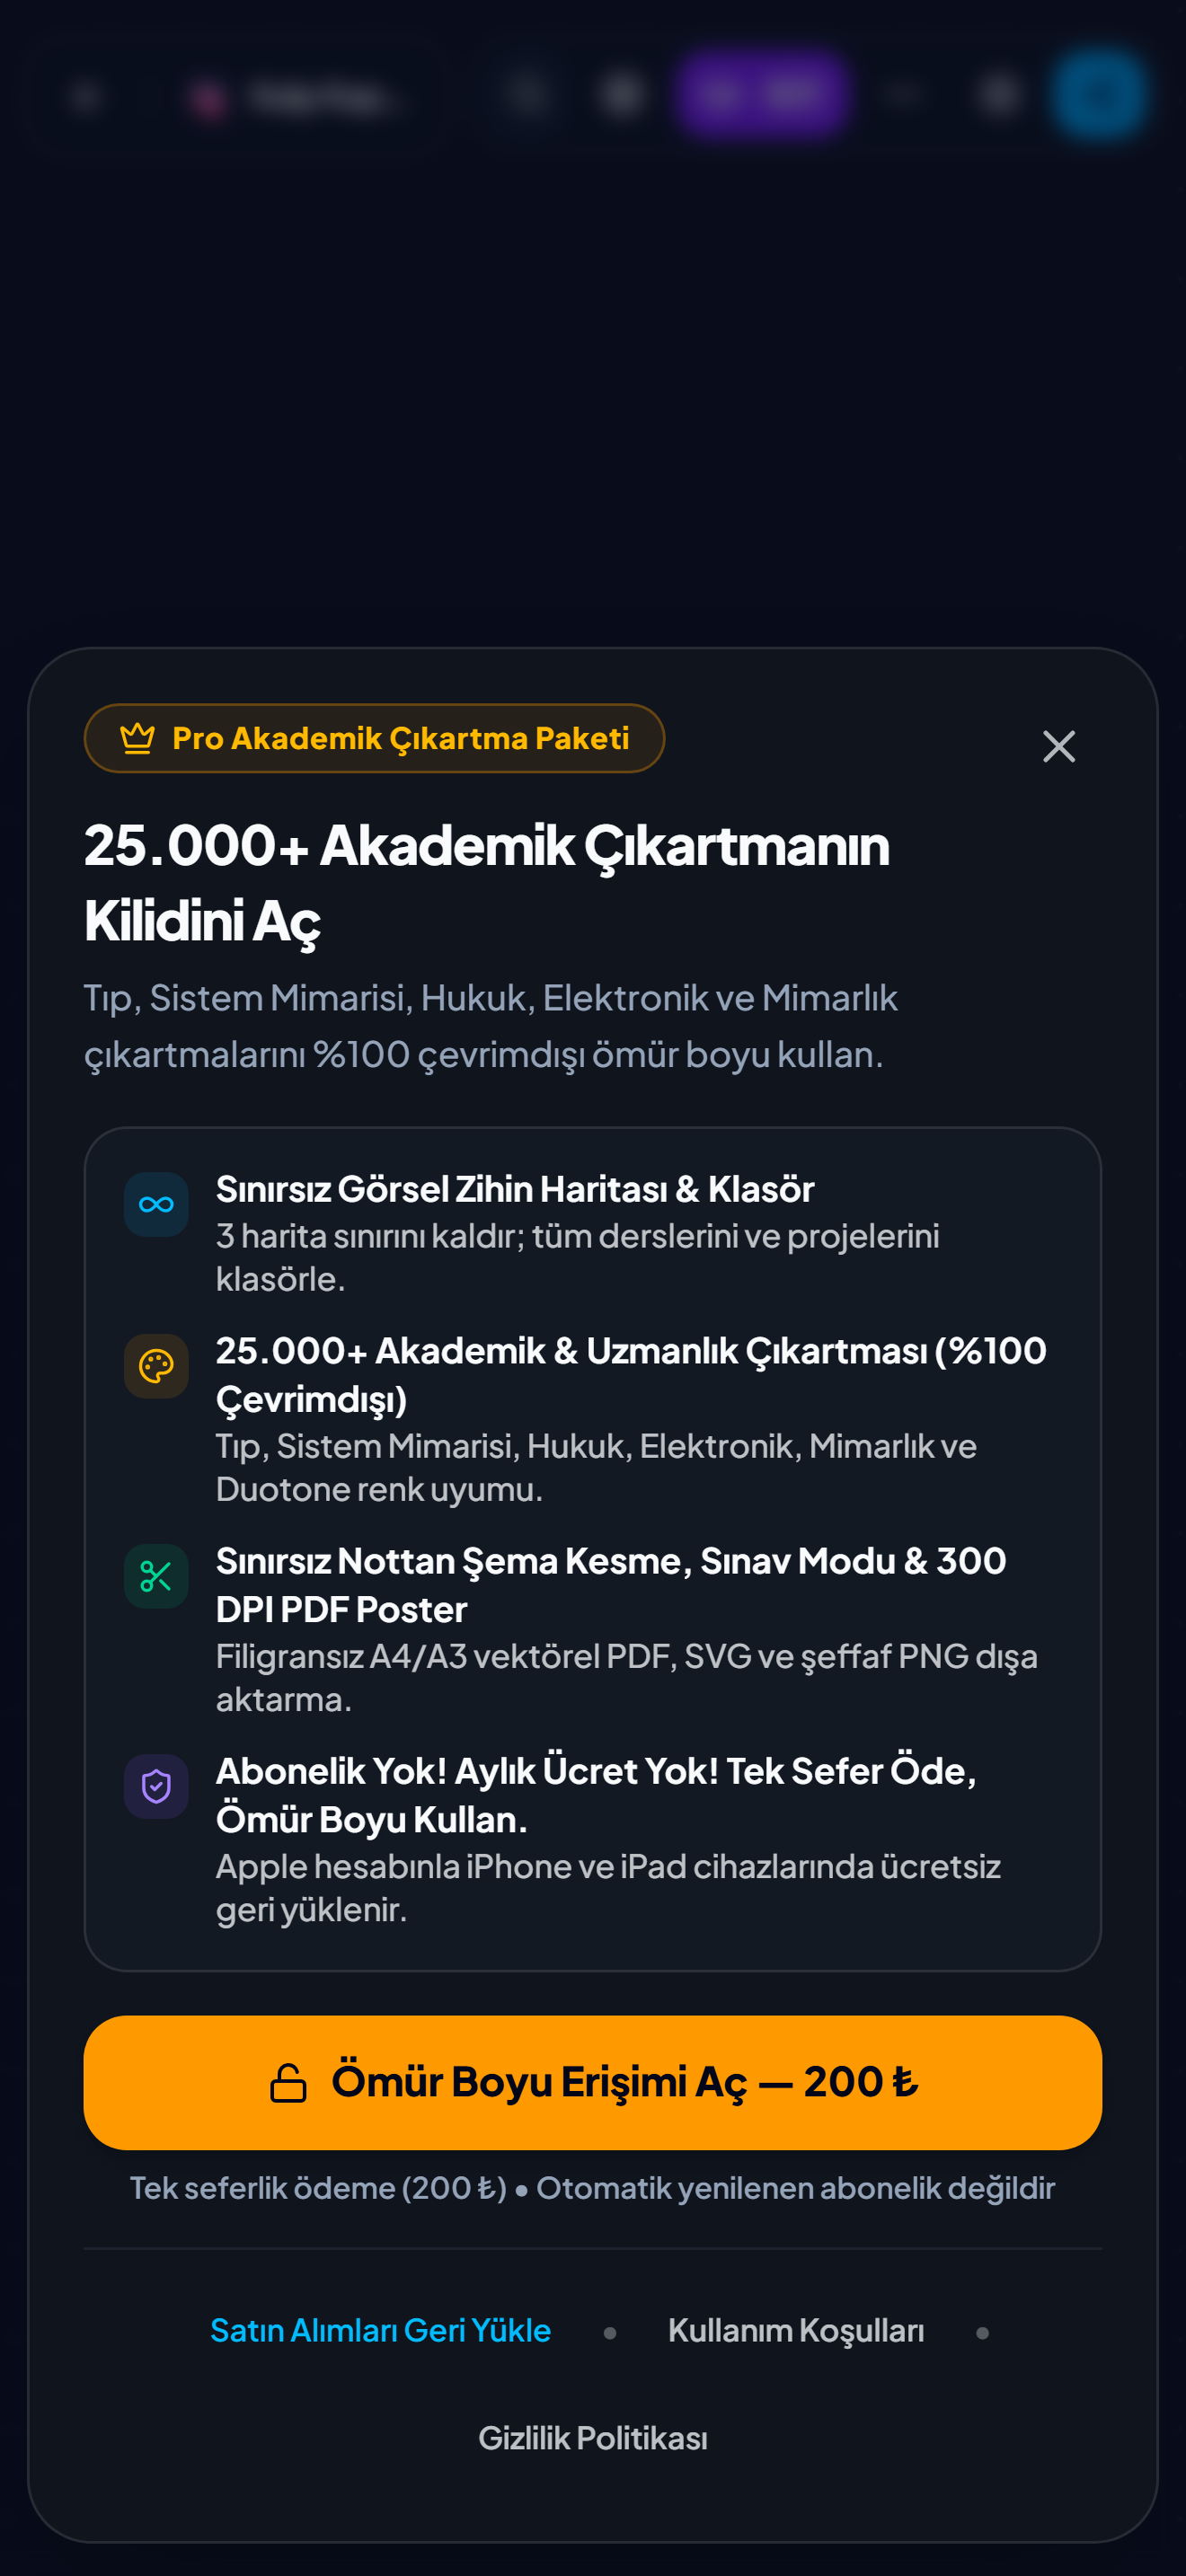 Pro Akademik Çıkartma Paketi
25.000+ Akademik Çıkartmanın
Kilidini Aç
Tıp, Sistem Mimarisi, Hukuk, Elektronik ve Mimarlık
çıkartmalarını %100 çevrimdışı ömür boyu kullan.
Sınırsız Görsel Zihin Haritası & Klasör
3 harita sınırını kaldır; tüm derslerini ve projelerini
klasörle.
25.000+ Akademik & Uzmanlık Çıkartması (%100
Çevrimdışı)
Tıp, Sistem Mimarisi, Hukuk, Elektronik, Mimarlık ve
Duotone renk uyumu.
Sınırsız Nottan Şema Kesme, Sınav Modu & 300
DPI PDF Poster
Filigransız A4/A3 vektörel PDF, SVG ve şeffaf PNG dışa
aktarma.
Abonelik Yok! Aylık Ücret Yok! Tek Sefer Öde,
Ömür Boyu Kullan.
Apple hesabınla iPhone ve iPad cihazlarında ücretsiz
geri yüklenir.
Ömür Boyu Erişimi Aç — 200 ₺
Tek seferlik ödeme (200 ₺) • Otomatik yenilenen abonelik değildir
Satın Alımları Geri Yükle • Kullanım Koşulları •
Gizlilik Politikası